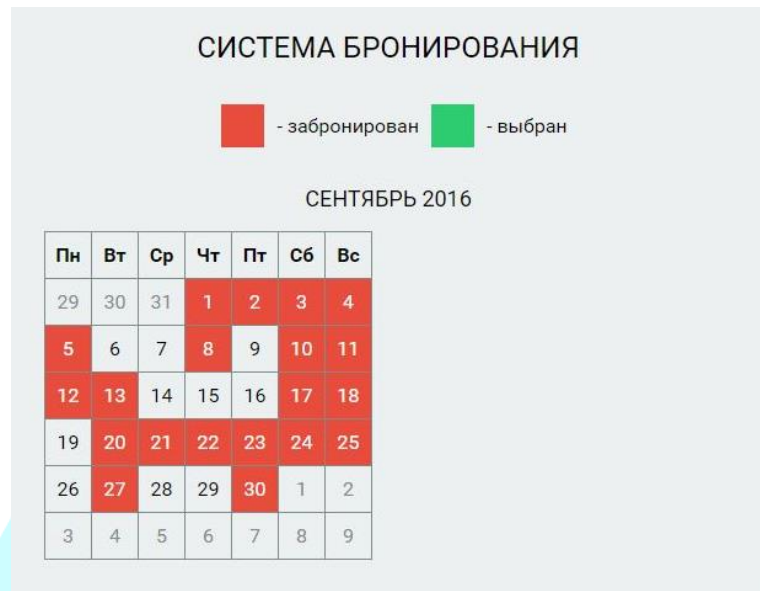 СИСТЕМА БРОНИРОВАНИЯ
- забронирован - выбран
СЕНТЯБРЬ 2016
Пн Вт Ср Чт Пт Сб Вс
29 30 31 1 2 3 4
5 6 7 8 9 10 11
12 13 14 15 16 17 18
19 20 21 22 23 24 25
26 27 28 29 30 1 2
3 4 5 6 7 8 9